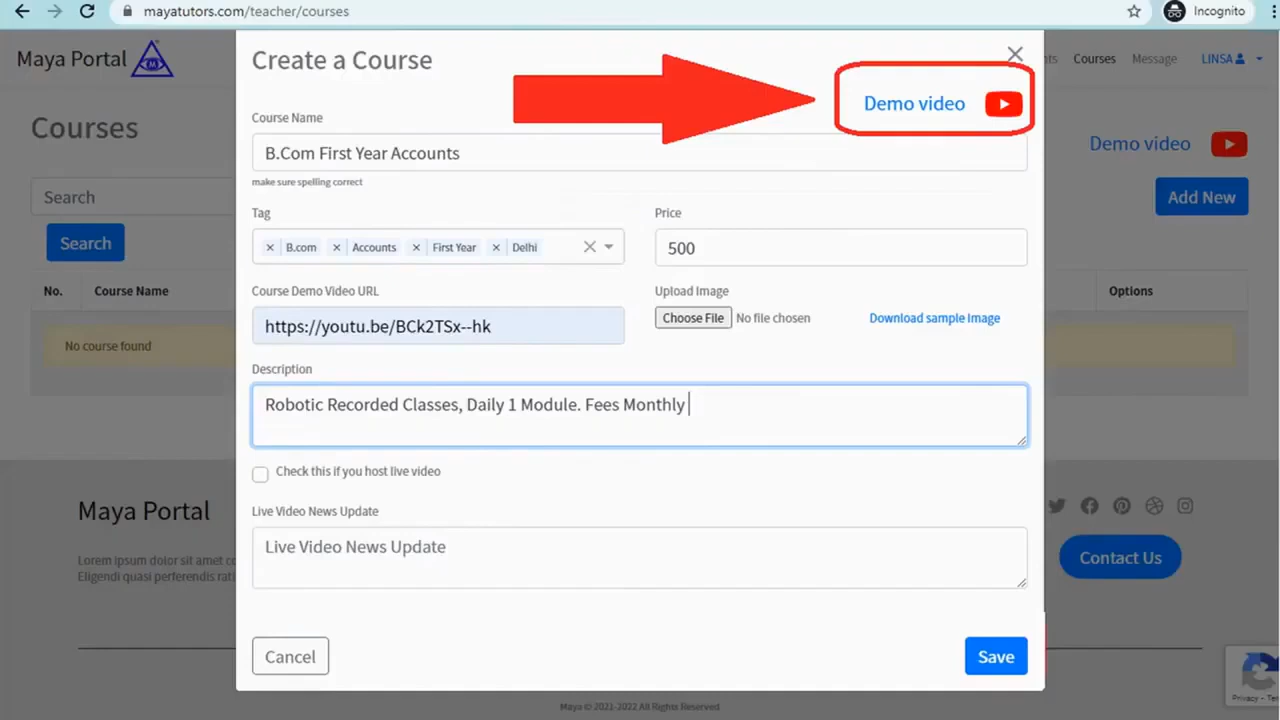 mayatutors.com/teacher/courses
Incognito
Maya Portal
Courses
Message
LINSA
Create a Course
Demo video
Courses
Demo video
Course Name
B.Com First Year Accounts
make sure spelling correct
Search
Add New
Search
Tag
Price
× B.com × Accounts × First Year × Delhi
500
No.
Course Name
Options
Course Demo Video URL
Upload Image
https://youtu.be/BCk2TSx--hk
Choose File No file chosen
Download sample Image
No course found
Description
Robotic Recorded Classes, Daily 1 Module. Fees Monthly
Check this if you host live video
Live Video News Update
Live Video News Update
Maya Portal
Lorem ipsum dolor sit amet
Eligendi quasi perferendis
Contact Us
Cancel
Save
Privacy
Maya © 2021-2022 All Rights Reserved